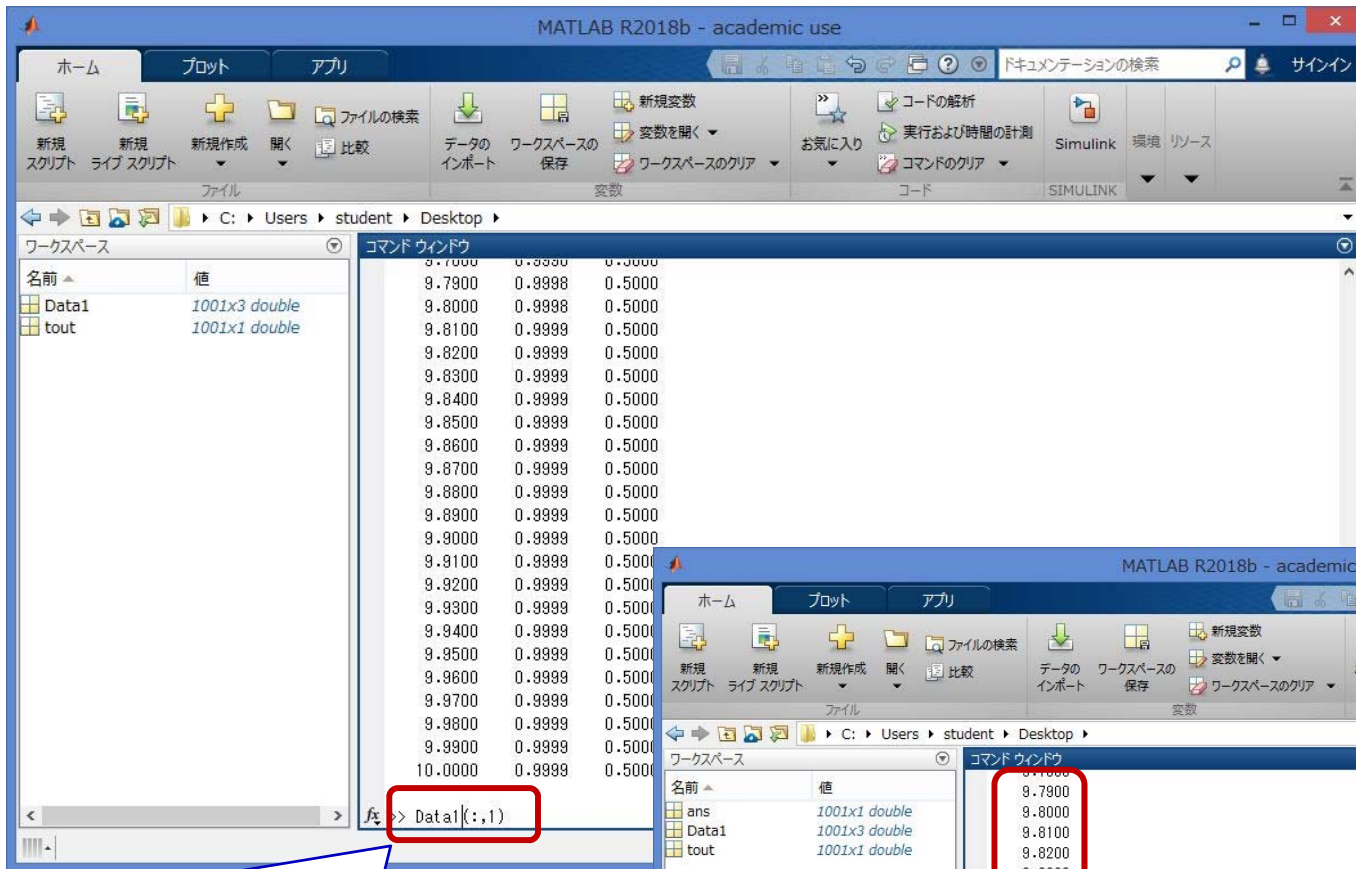 MATLAB R2018b - academic use
ホーム プロット アプリ ドキュメンテーションの検索 サインイン
新規 スクリプト
新規 ライブ スクリプト
新規作成
開く
ファイルの検索
比較
データの インポート
ワークスペースの 保存
新規変数
変数を開く
ワークスペースのクリア
お気に入り
コードの解析
実行および時間の計測
コマンドのクリア
Simulink
環境
リソース
ファイル 変数 コード SIMULINK
C: Users student Desktop
ワークスペース
名前 値
Data1 1001x3 double
tout 1001x1 double
コマンド ウィンドウ
9.7900 0.9998 0.5000
9.8000 0.9998 0.5000
9.8100 0.9999 0.5000
9.8200 0.9999 0.5000
9.8300 0.9999 0.5000
9.8400 0.9999 0.5000
9.8500 0.9999 0.5000
9.8600 0.9999 0.5000
9.8700 0.9999 0.5000
9.8800 0.9999 0.5000
9.8900 0.9999 0.5000
9.9000 0.9999 0.5000
9.9100 0.9999 0.500
9.9200 0.9999 0.500
9.9300 0.9999 0.500
9.9400 0.9999 0.500
9.9500 0.9999 0.500
9.9600 0.9999 0.500
9.9700 0.9999 0.500
9.9800 0.9999 0.500
9.9900 0.9999 0.500
10.0000 0.9999 0.500
fx >> Data1(:,1)
MATLAB R2018b - academic
ホーム プロット アプリ
新規 スクリプト
新規 ライブ スクリプト
新規作成
開く
ファイルの検索
比較
データの インポート
ワークスペースの 保存
新規変数
変数を開く
ワークスペースのクリア
ファイル 変数
C: Users student Desktop
ワークスペース
名前 値
ans 1001x1 double
Data1 1001x3 double
tout 1001x1 double
コマンド ウィンドウ
9.7900
9.8000
9.8100
9.8200